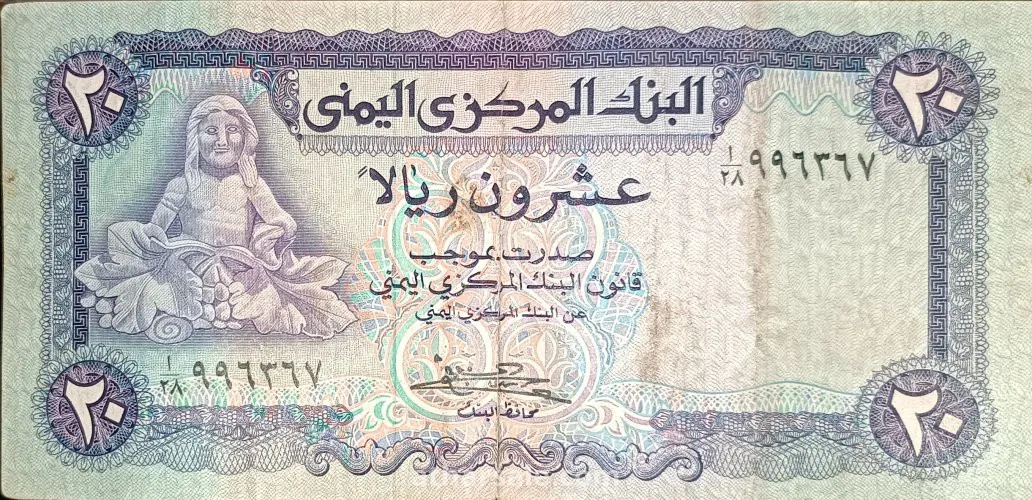 ٢٠
٢٠
البنك المركزي اليمني
١/٢٨ ٩٩٦٣٦٧
عشرون ريالاً
صدرت بموجب
قانون البنك المركزي اليمني
عن البنك المركزي اليمني
١/٢٨ ٩٩٦٣٦٧
محافظ البنك
٢٠
٢٠